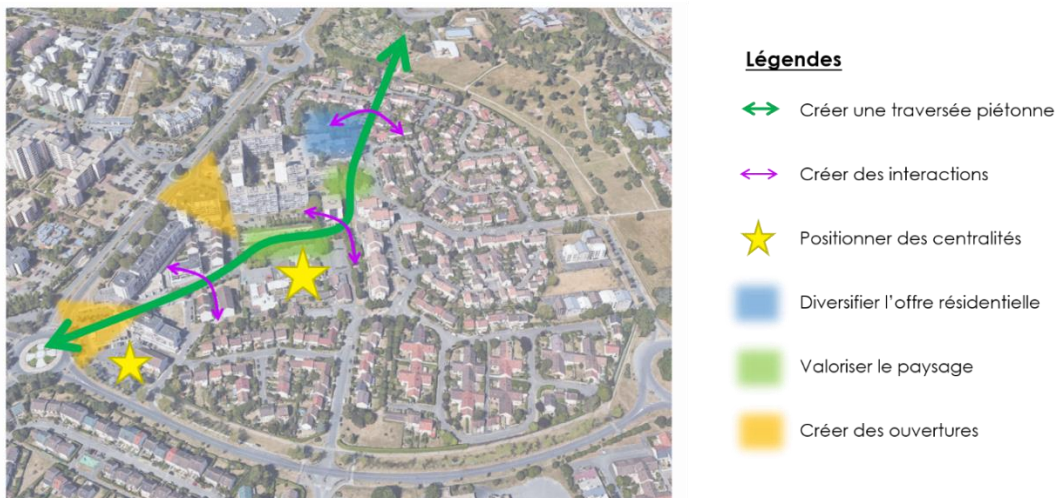 Légendes
Créer une traversée piétonne
Créer des interactions
Positionner des centralités
Diversifier l'offre résidentielle
Valoriser le paysage
Créer des ouvertures